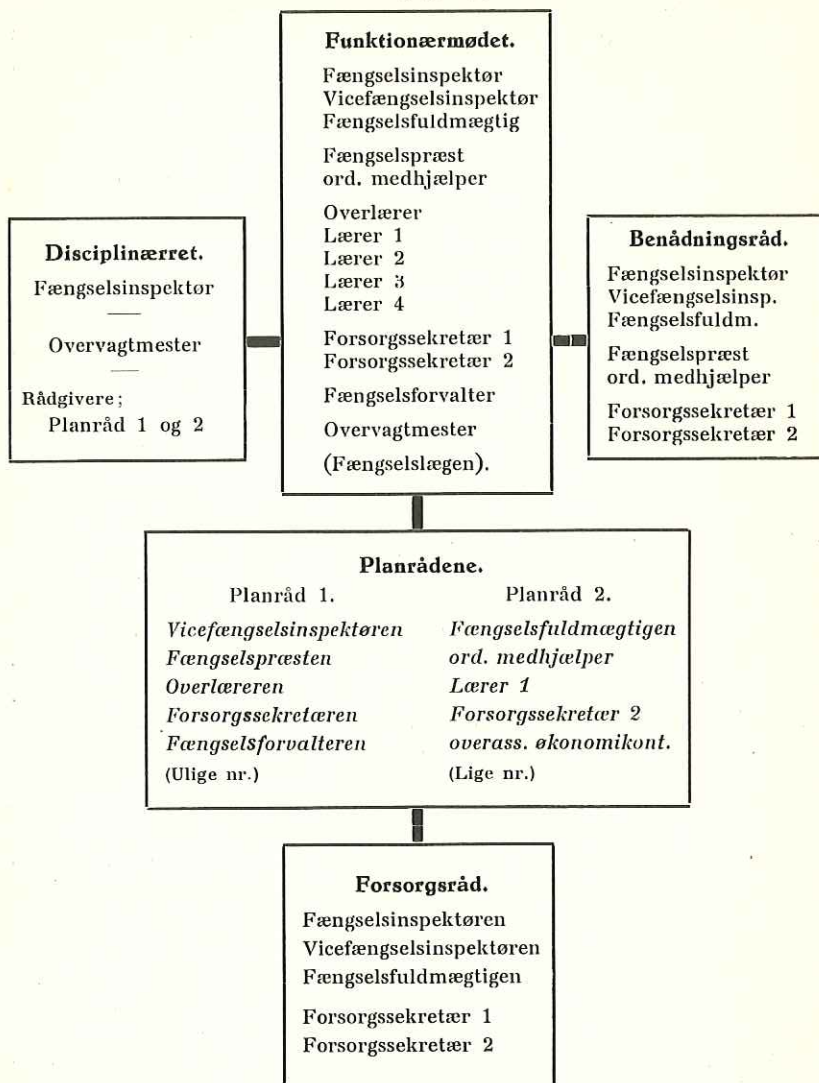 Funktionærmødet.
Fængselsinspektør
Vicefængselsinspektør
Fængselsfuldmægtig
Fængselspræst
ord. medhjælper
Overlærer
Lærer 1
Lærer 2
Lærer 3
Lærer 4
Forsorgssekretær 1
Forsorgssekretær 2
Fængselsforvalter
Overvagtmester
(Fængselslægen).
Disciplinærret.
Fængselsinspektør
Overvagtmester
Rådgivere;
Planråd 1 og 2
Benådningsråd.
Fængselsinspektør
Vicefængselsinsp.
Fængselsfuldm.
Fængselspræst
ord. medhjælper
Forsorgssekretær 1
Forsorgssekretær 2
Planrådene.
Planråd 1.
Vicefængselsinspektøren
Fængselspræsten
Overlæreren
Forsorgssekretæren
Fængselsforvalteren
(Ulige nr.)
Planråd 2.
Fængselsfuldmægtigen
ord. medhjælper
Lærer 1
Forsorgssekretær 2
overass. økonomikont.
(Lige nr.)
Forsorgsråd.
Fængselsinspektøren
Vicefængselsinspektøren
Fængselsfuldmægtigen
Forsorgssekretær 1
Forsorgssekretær 2